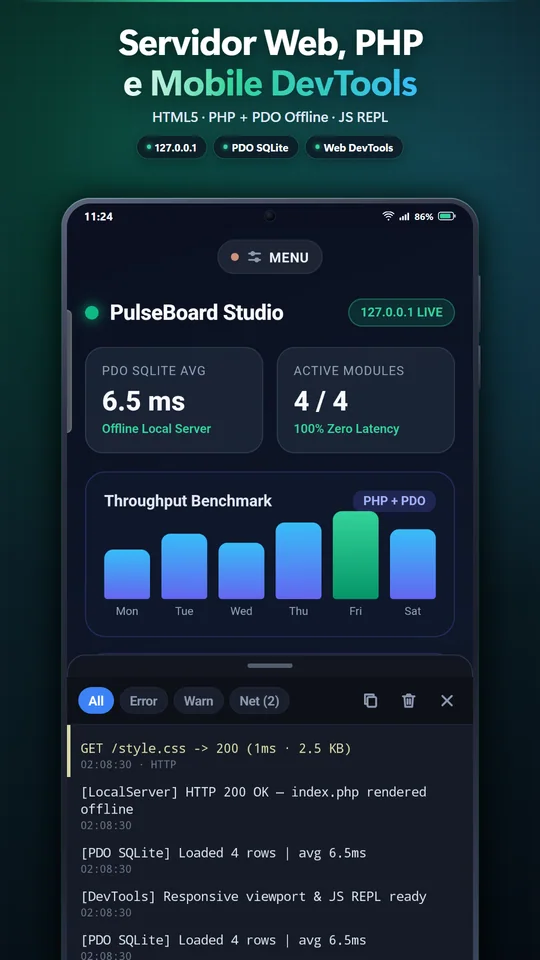 Servidor Web, PHP
e Mobile DevTools
HTML5 · PHP + PDO Offline · JS REPL
127.0.0.1 PDO SQLite Web DevTools
11:24 86%
MENU
PulseBoard Studio 127.0.0.1 LIVE
PDO SQLITE AVG
6.5 ms
Offline Local Server
ACTIVE MODULES
4 / 4
100% Zero Latency
Throughput Benchmark PHP + PDO
Mon Tue Wed Thu Fri Sat
All Error Warn Net (2)
GET /style.css -> 200 (1ms · 2.5 KB)
02:08:30 · HTTP
[LocalServer] HTTP 200 OK — index.php rendered
offline
02:08:30
[PDO SQLite] Loaded 4 rows | avg 6.5ms
02:08:30
[DevTools] Responsive viewport & JS REPL ready
02:08:30
[PDO SQLite] Loaded 4 rows | avg 6.5ms
02:08:30